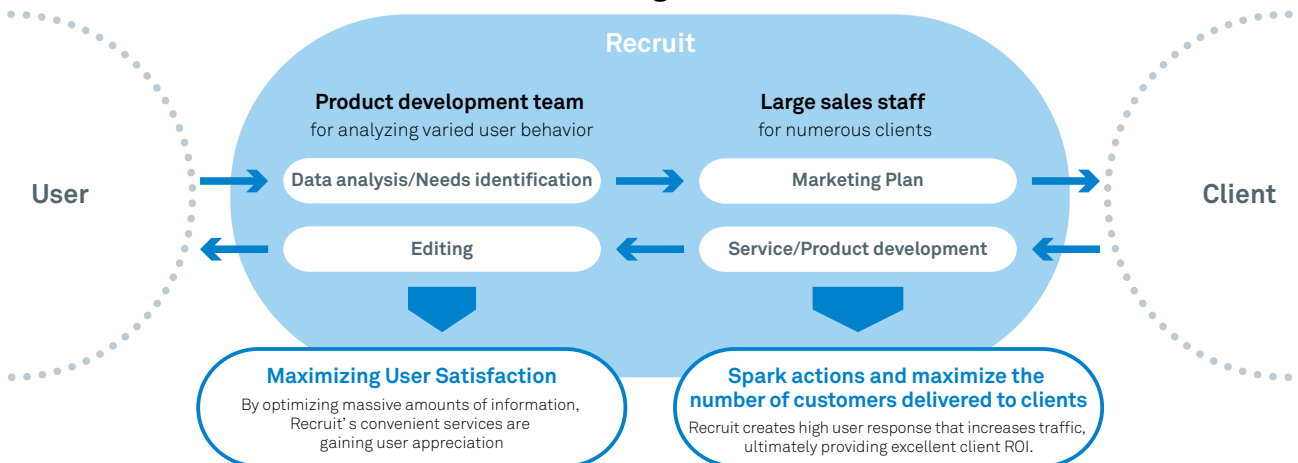 Recruit
Product development team
for analyzing varied user behavior
Large sales staff
for numerous clients
User
Data analysis/Needs identification
Marketing Plan
Client
Editing
Service/Product development
Maximizing User Satisfaction
By optimizing massive amounts of information,
Recruit's convenient services are
gaining user appreciation
Spark actions and maximize the
number of customers delivered to clients
Recruit creates high user response that increases traffic,
ultimately providing excellent client ROI.